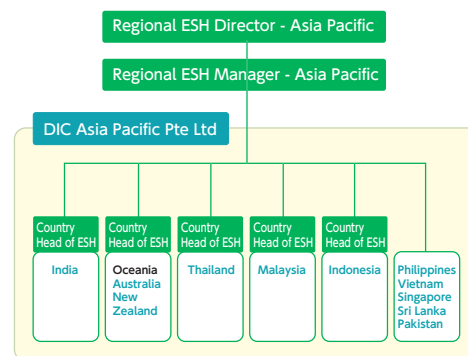 Regional ESH Director - Asia Pacific
Regional ESH Manager - Asia Pacific
DIC Asia Pacific Pte Ltd
Country
Head of ESH
India
Country
Head of ESH
Oceania
Australia
New
Zealand
Country
Head of ESH
Thailand
Country
Head of ESH
Malaysia
Country
Head of ESH
Indonesia
Philippines
Vietnam
Singapore
Sri Lanka
Pakistan